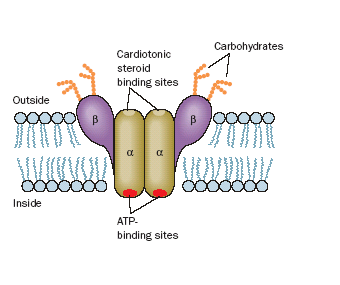 Cardiotonic
steroid
binding sites
Carbohydrates
Outside
β
β
α
α
Inside
ATP-
binding sites